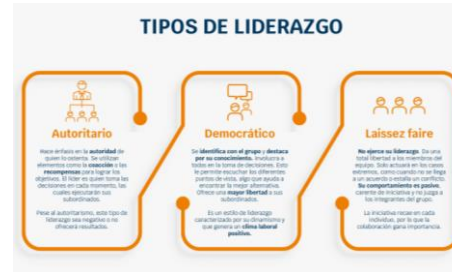 TIPOS DE LIDERAZGO
Autoritario
Hace énfasis en la autoridad de
quien lo ostenta. Se utilizan
elementos como la coacción o las
recompensas para lograr los
objetivos. El líder es quien toma las
decisiones en cada momento, las
cuales ejecutarán sus
subordinados.
Pese al autoritarismo, este tipo de
liderazgo sea negativo o no
ofrecerá resultados.
Democrático
Se identifica con el grupo y destaca
por su conocimiento. Involucra a
todos en la toma de decisiones. Esto
le permite escuchar los diferentes
puntos de vista, algo que ayuda a
encontrar la mejor alternativa.
Ofrece una mayor libertad a sus
subordinados.
Es un estilo de liderazgo
caracterizado por su dinamismo y
que genera un clima laboral
positivo.
Laissez faire
No ejerce su liderazgo. Da una
total libertad a los miembros del
equipo. Solo actuará en los casos
extremos, como cuando no se llega
a un acuerdo o estalla un conflicto.
Su comportamiento es pasivo,
carente de iniciativa y no juzga a
los integrantes del grupo.
La iniciativa recae en cada
individuo, por lo que la
colaboración gana importancia.